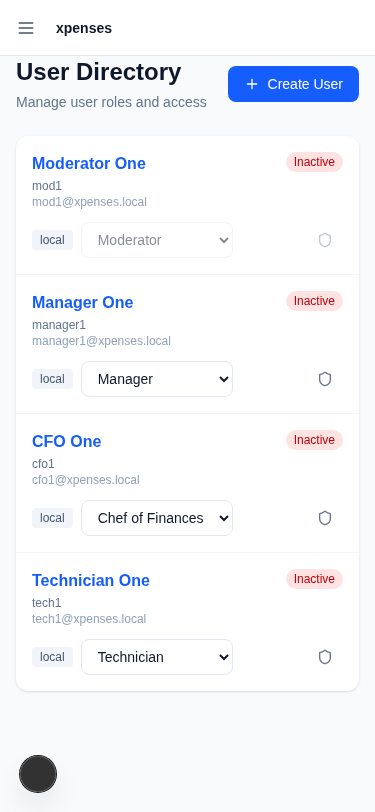 xpenses
User Directory
Manage user roles and access
Create User
Moderator One
Inactive
mod1
mod1@xpenses.local
local
Moderator
Manager One
Inactive
manager1
manager1@xpenses.local
local
Manager
CFO One
Inactive
cfo1
cfo1@xpenses.local
local
Chef of Finances
Technician One
Inactive
tech1
tech1@xpenses.local
local
Technician